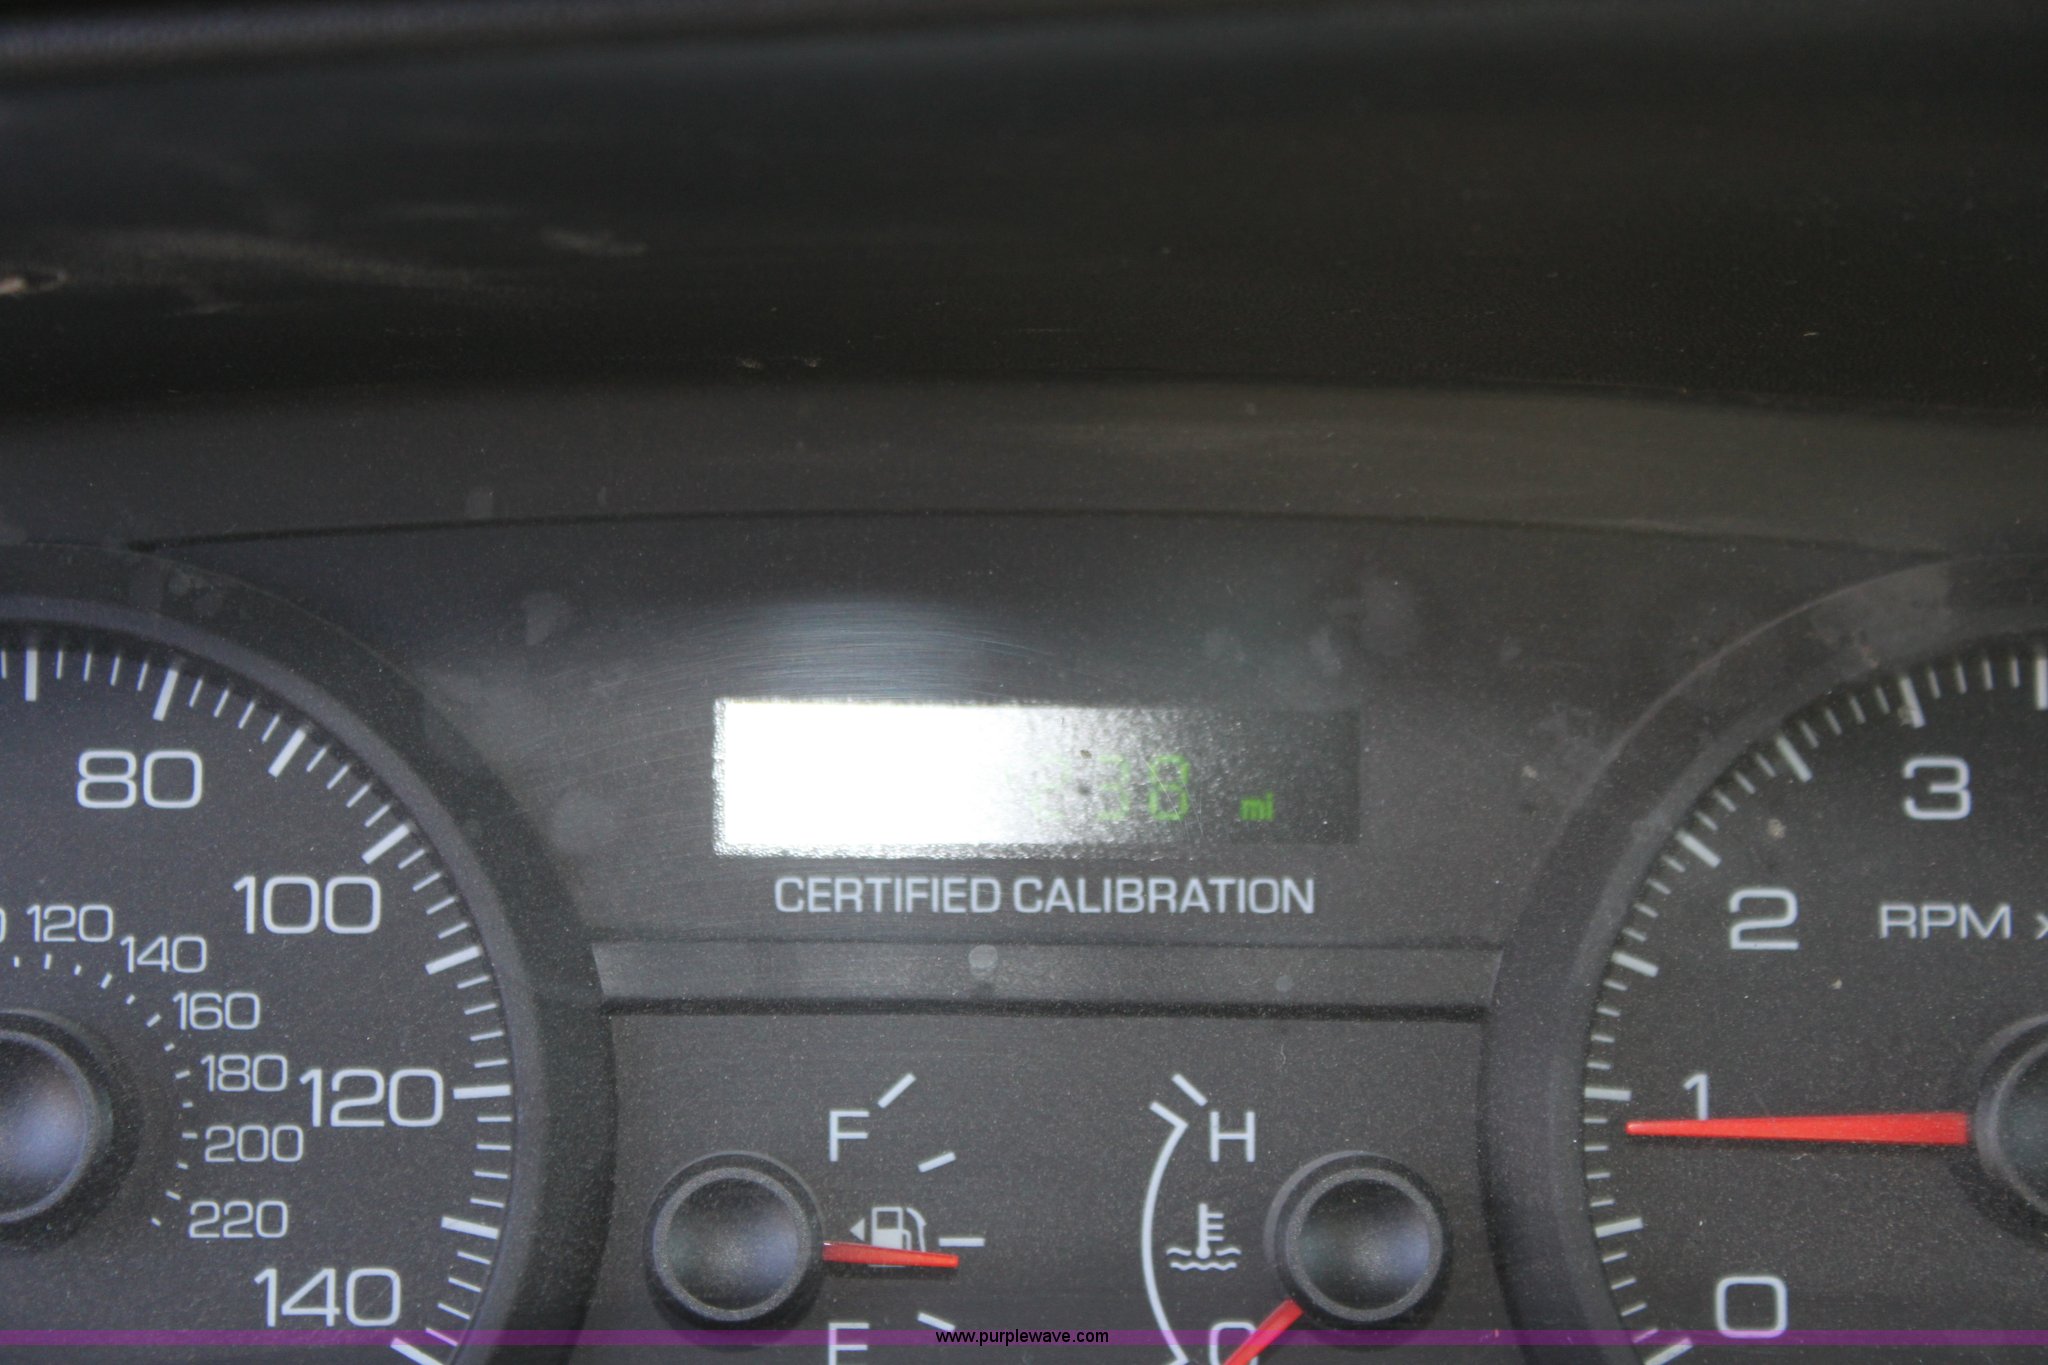 38 mi
CERTIFIED CALIBRATION
80
100
120
140
120
140
160
180
200
220
F
E
H
C
3
2
1
0
RPM
www.purplewave.com